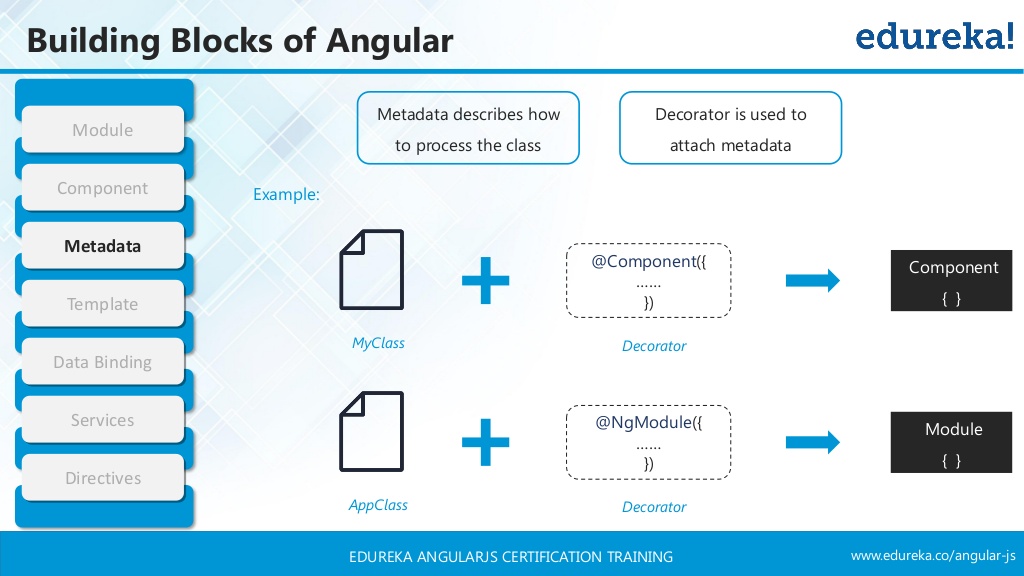 Building Blocks of Angular
edureka!
Module
Component
Metadata
Template
Data Binding
Services
Directives
Metadata describes how
to process the class
Decorator is used to
attach metadata
Example:
MyClass
@Component({
......
})
Decorator
Component
{ }
AppClass
@NgModule({
......
})
Decorator
Module
{ }
EDUREKA ANGULARJS CERTIFICATION TRAINING
www.edureka.co/angular-js